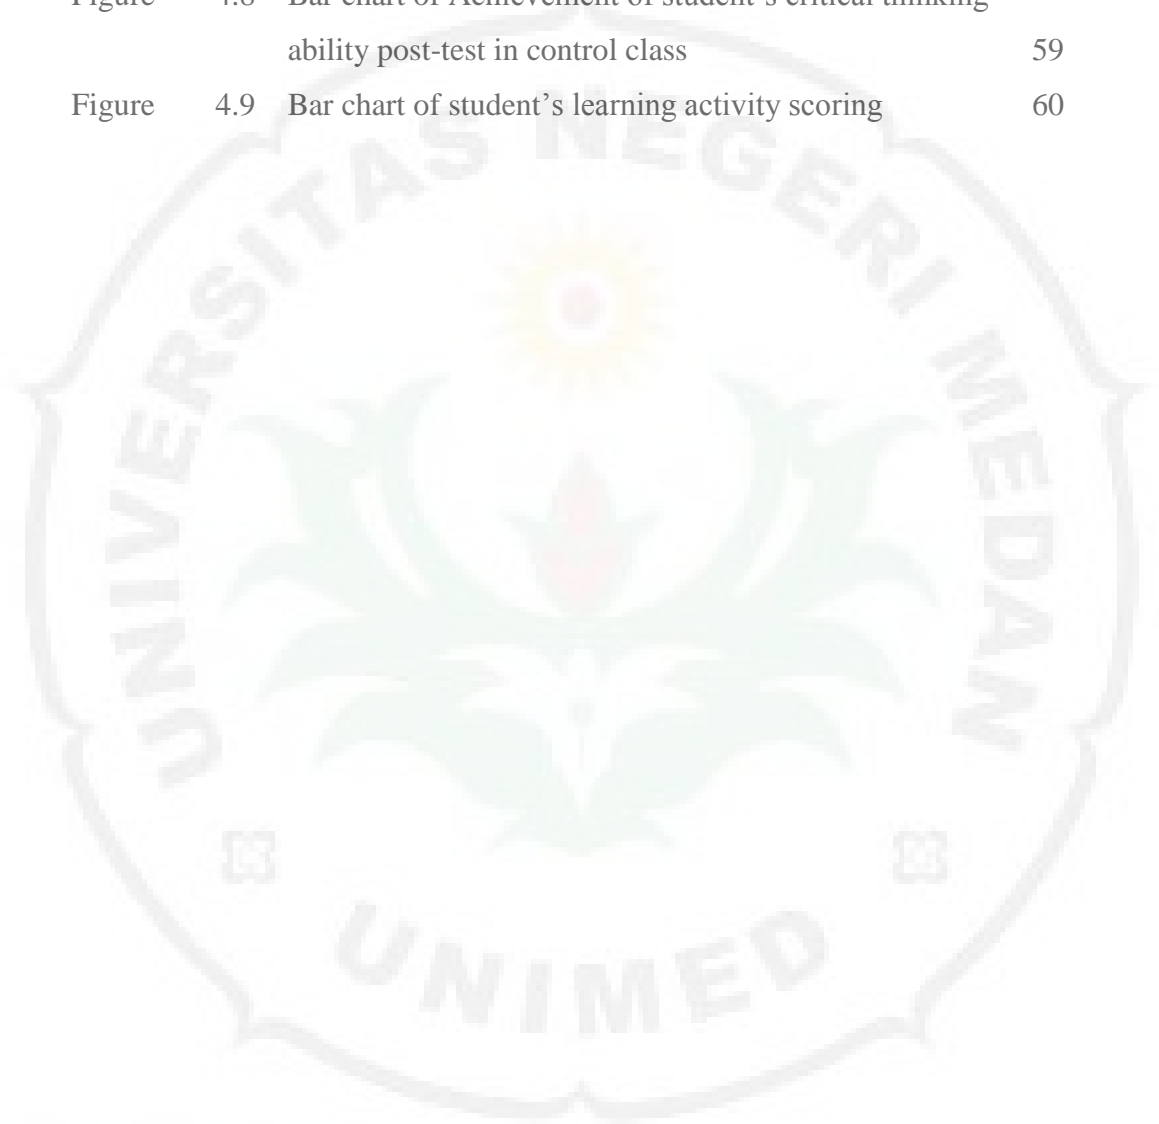 Figure 4.8 Bar chart of Achievement of student's critical thinking
ability post-test in control class 59
Figure 4.9 Bar chart of student's learning activity scoring 60
UNIVERSITAS NEGERI MEDAN
UNIMED